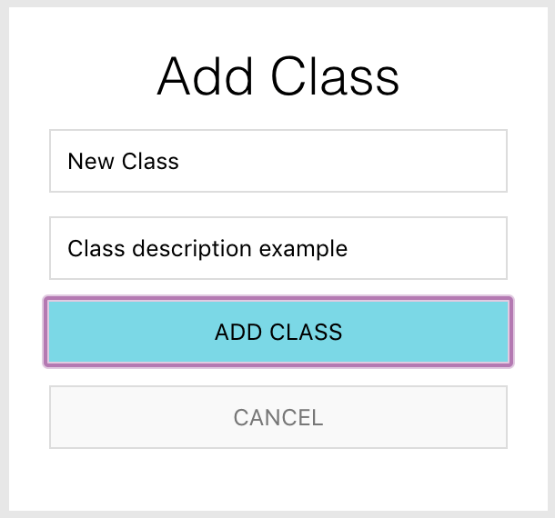 Add Class
New Class
Class description example
ADD CLASS
CANCEL